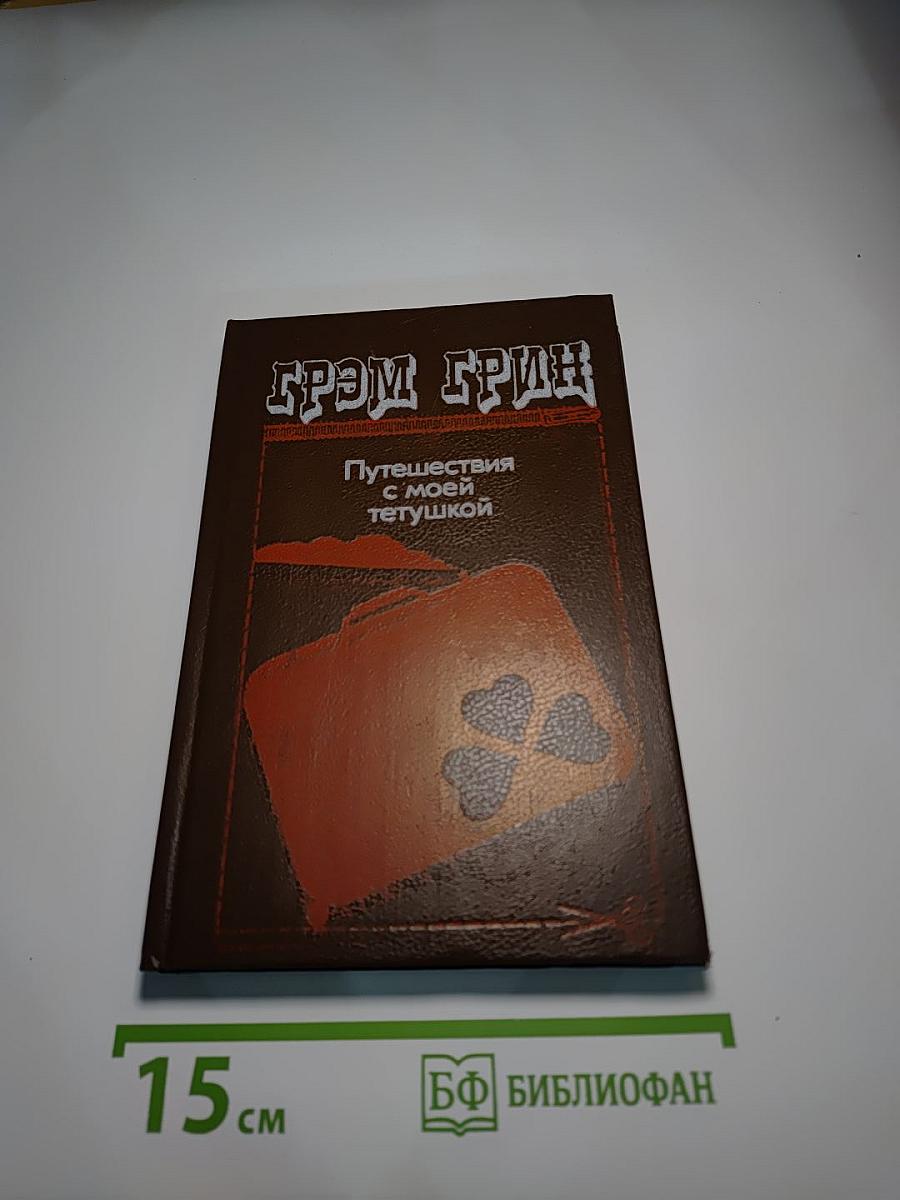 ГРЭМ ГРИН
Путешествия
с моей
тетушкой
15 см
БФ БИБЛИОФАН